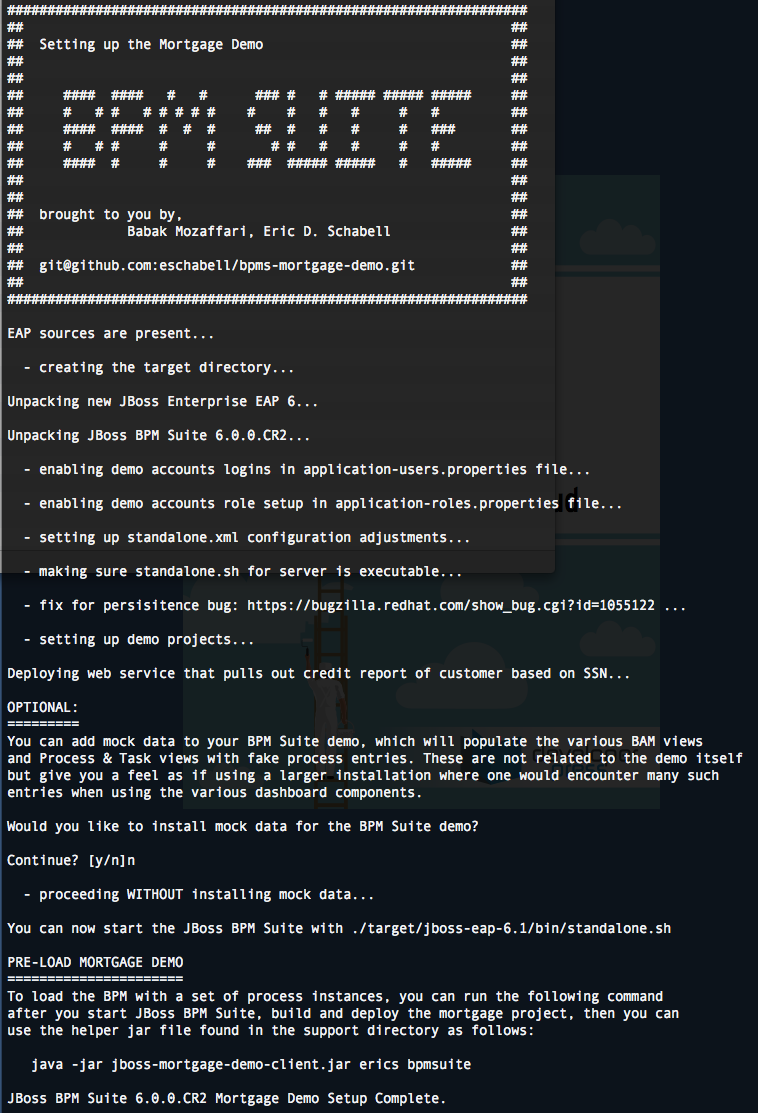 #################################################################
##                                                             ##
##  Setting up the Mortgage Demo                               ##
##                                                             ##
##                                                             ##
##     ####  ####   #   #      ### #   # ##### ##### #####     ##
##     #   # #   # # # # #    #    #   #   #     #   #         ##
##     ####  ####  #  #  #     ##  #   #   #     #   ###       ##
##     #   # #     #     #       # #   #   #     #   #         ##
##     ####  #     #     #    ###  ##### #####   #   #####     ##
##                                                             ##
##                                                             ##
##  brought to you by,                                         ##
##             Babak Mozaffari, Eric D. Schabell               ##
##                                                             ##
##  git@github.com:eschabell/bpms-mortgage-demo.git            ##
##                                                             ##
#################################################################
EAP sources are present...
  - creating the target directory...
Unpacking new JBoss Enterprise EAP 6...
Unpacking JBoss BPM Suite 6.0.0.CR2...
  - enabling demo accounts logins in application-users.properties file...
  - enabling demo accounts role setup in application-roles.properties file...
  - setting up standalone.xml configuration adjustments...
  - making sure standalone.sh for server is executable...
  - fix for persisitence bug: https://bugzilla.redhat.com/show_bug.cgi?id=1055122 ...
  - setting up demo projects...
Deploying web service that pulls out credit report of customer based on SSN...
OPTIONAL:
=========
You can add mock data to your BPM Suite demo, which will populate the various BAM views
and Process & Task views with fake process entries. These are not related to the demo itself
but give you a feel as if using a larger installation where one would encounter many such
entries when using the various dashboard components.
Would you like to install mock data for the BPM Suite demo?
Continue? [y/n]n
  - proceeding WITHOUT installing mock data...
You can now start the JBoss BPM Suite with ./target/jboss-eap-6.1/bin/standalone.sh
PRE-LOAD MORTGAGE DEMO
======================
To load the BPM with a set of process instances, you can run the following command
after you start JBoss BPM Suite, build and deploy the mortgage project, then you can
use the helper jar file found in the support directory as follows:
   java -jar jboss-mortgage-demo-client.jar erics bpmsuite
JBoss BPM Suite 6.0.0.CR2 Mortgage Demo Setup Complete.